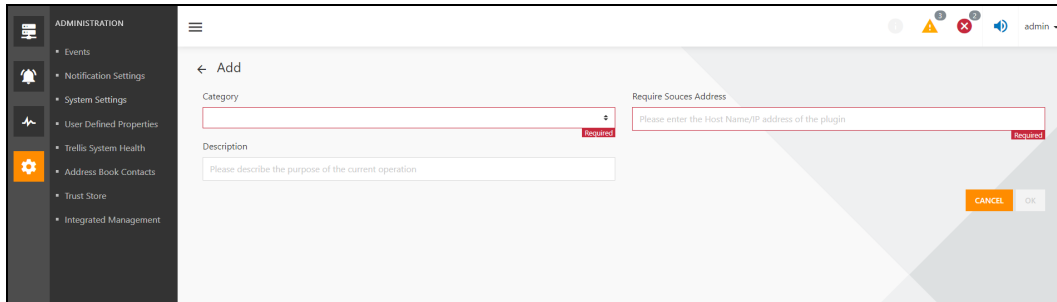 ADMINISTRATION
Events
Notification Settings
System Settings
User Defined Properties
Trellis System Health
Address Book Contacts
Trust Store
Integrated Management
3
2
admin
Add
Category
Required
Require Souces Address
Please enter the Host Name/IP address of the plugin
Required
Description
Please describe the purpose of the current operation
CANCEL OK